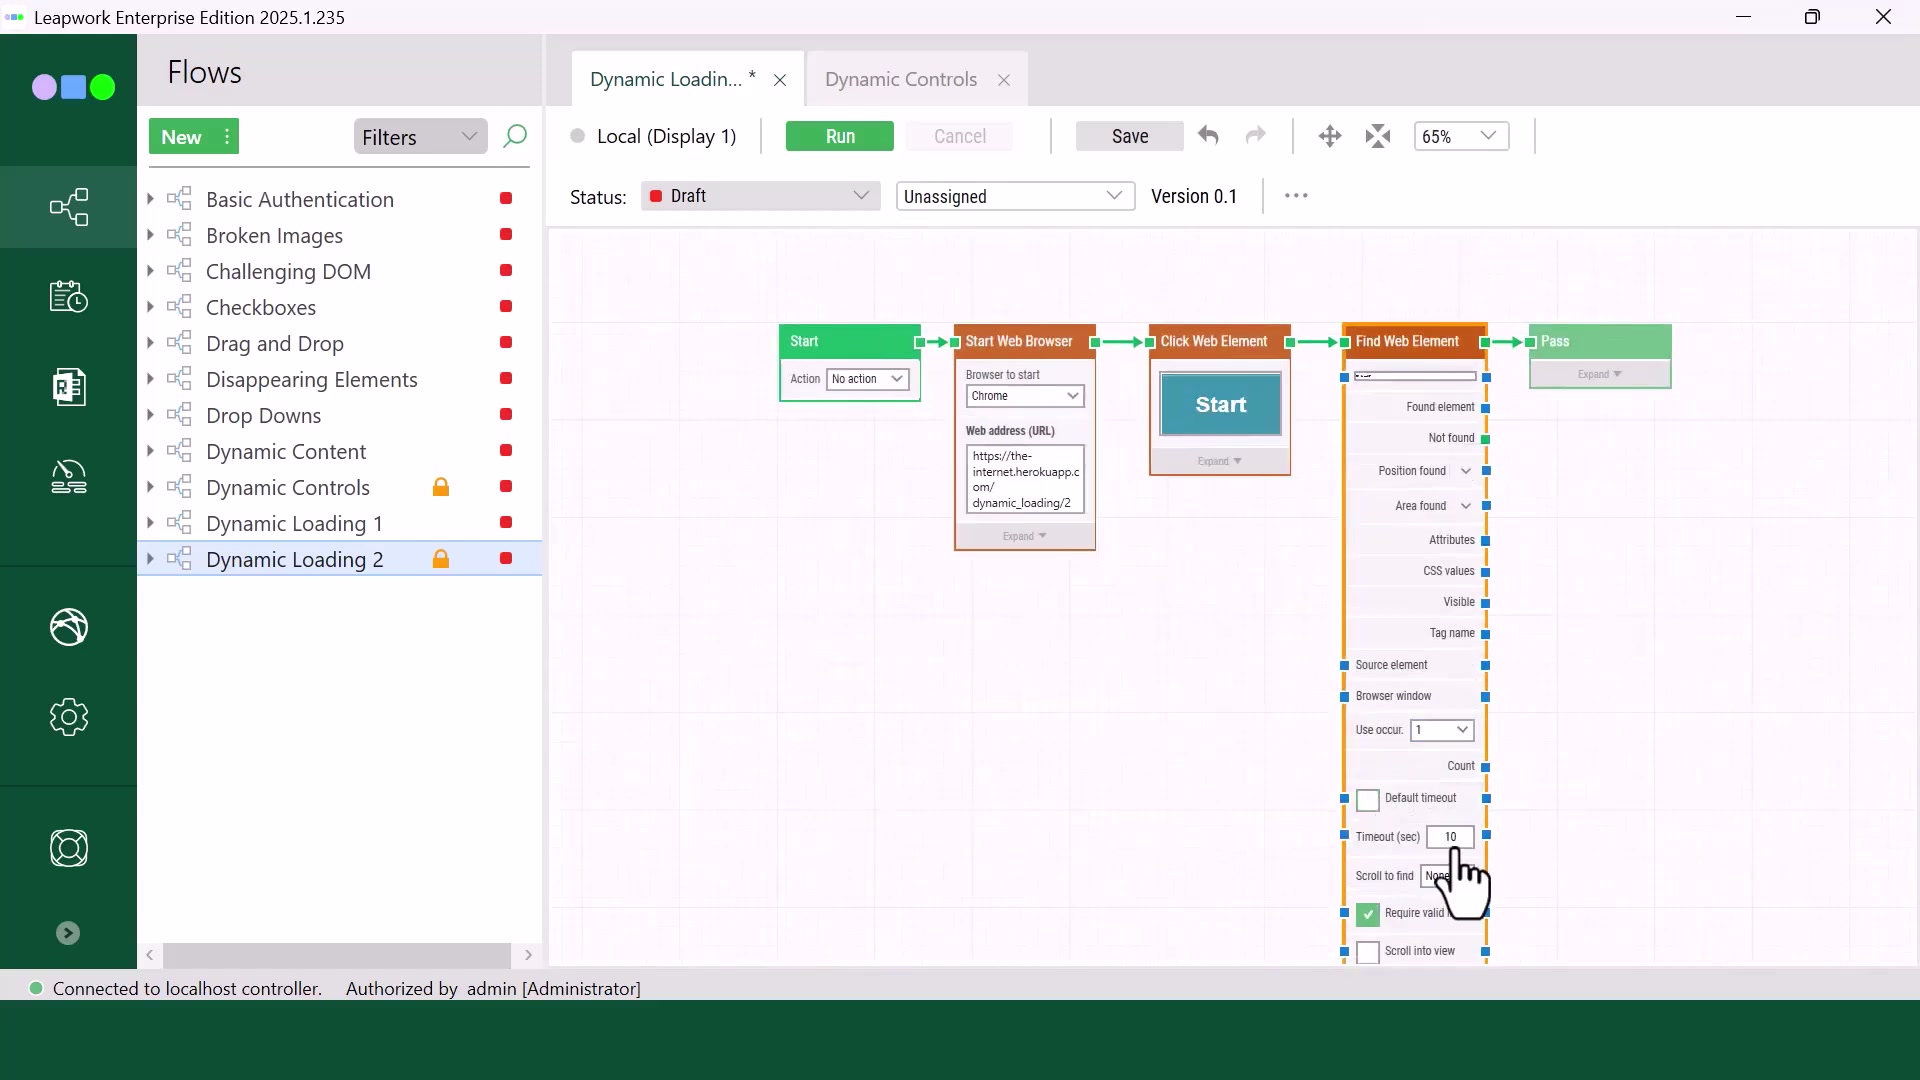 Leapwork Enterprise Edition 2025.1.235
Flows
New
Filters
Basic Authentication
Broken Images
Challenging DOM
Checkboxes
Drag and Drop
Disappearing Elements
Drop Downs
Dynamic Content
Dynamic Controls
Dynamic Loading 1
Dynamic Loading 2
Dynamic Loadin... *
Dynamic Controls
Local (Display 1)
Run
Cancel
Save
65%
Status:
Draft
Unassigned
Version 0.1
Start
Action
No action
Start Web Browser
Browser to start
Chrome
Web address (URL)
https://the-
internet.herokuapp.c
om/
dynamic_loading/2
Expand
Click Web Element
Start
Expand
Find Web Element
Found element
Not found
Position found
Area found
Attributes
CSS values
Visible
Tag name
Source element
Browser window
Use occur.
1
Count
Default timeout
Timeout (sec)
10
Scroll to find
None
Require valid
Scroll into view
Pass
Expand
Connected to localhost controller.
Authorized by admin [Administrator]